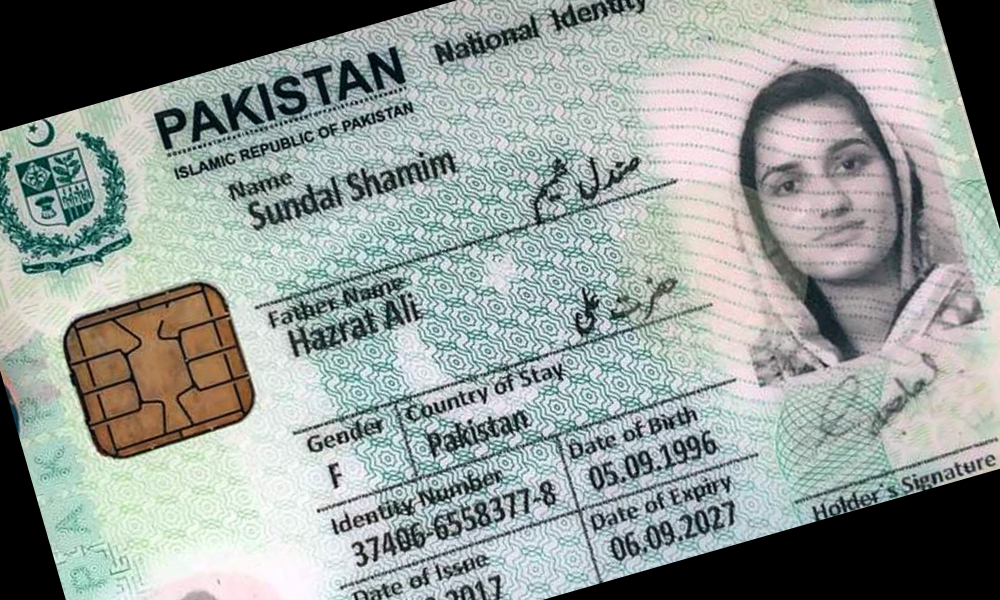 PAKISTAN National Identity
ISLAMIC REPUBLIC OF PAKISTAN
Name
Sundal Shamim
صندل شمیم
Father Name
Hazrat Ali
حضرت علی
Gender
F
Country of Stay
Pakistan
Identity Number
37406-6558377-8
Date of Birth
05.09.1996
Date of Issue
2017
Date of Expiry
06.09.2027
Holder's Signature